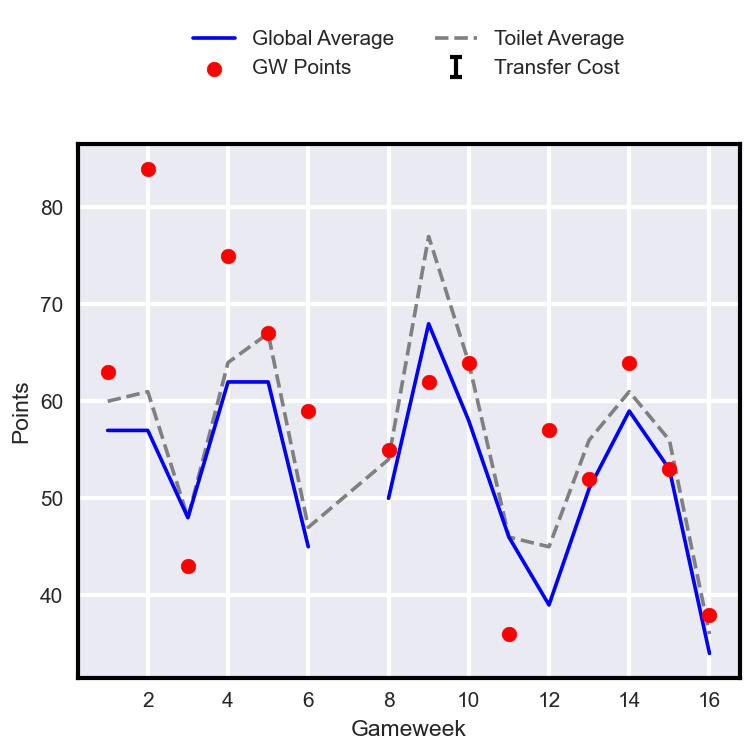 Global Average
GW Points
Toilet Average
Transfer Cost
Points
80
70
60
50
40
2 4 6 8 10 12 14 16
Gameweek